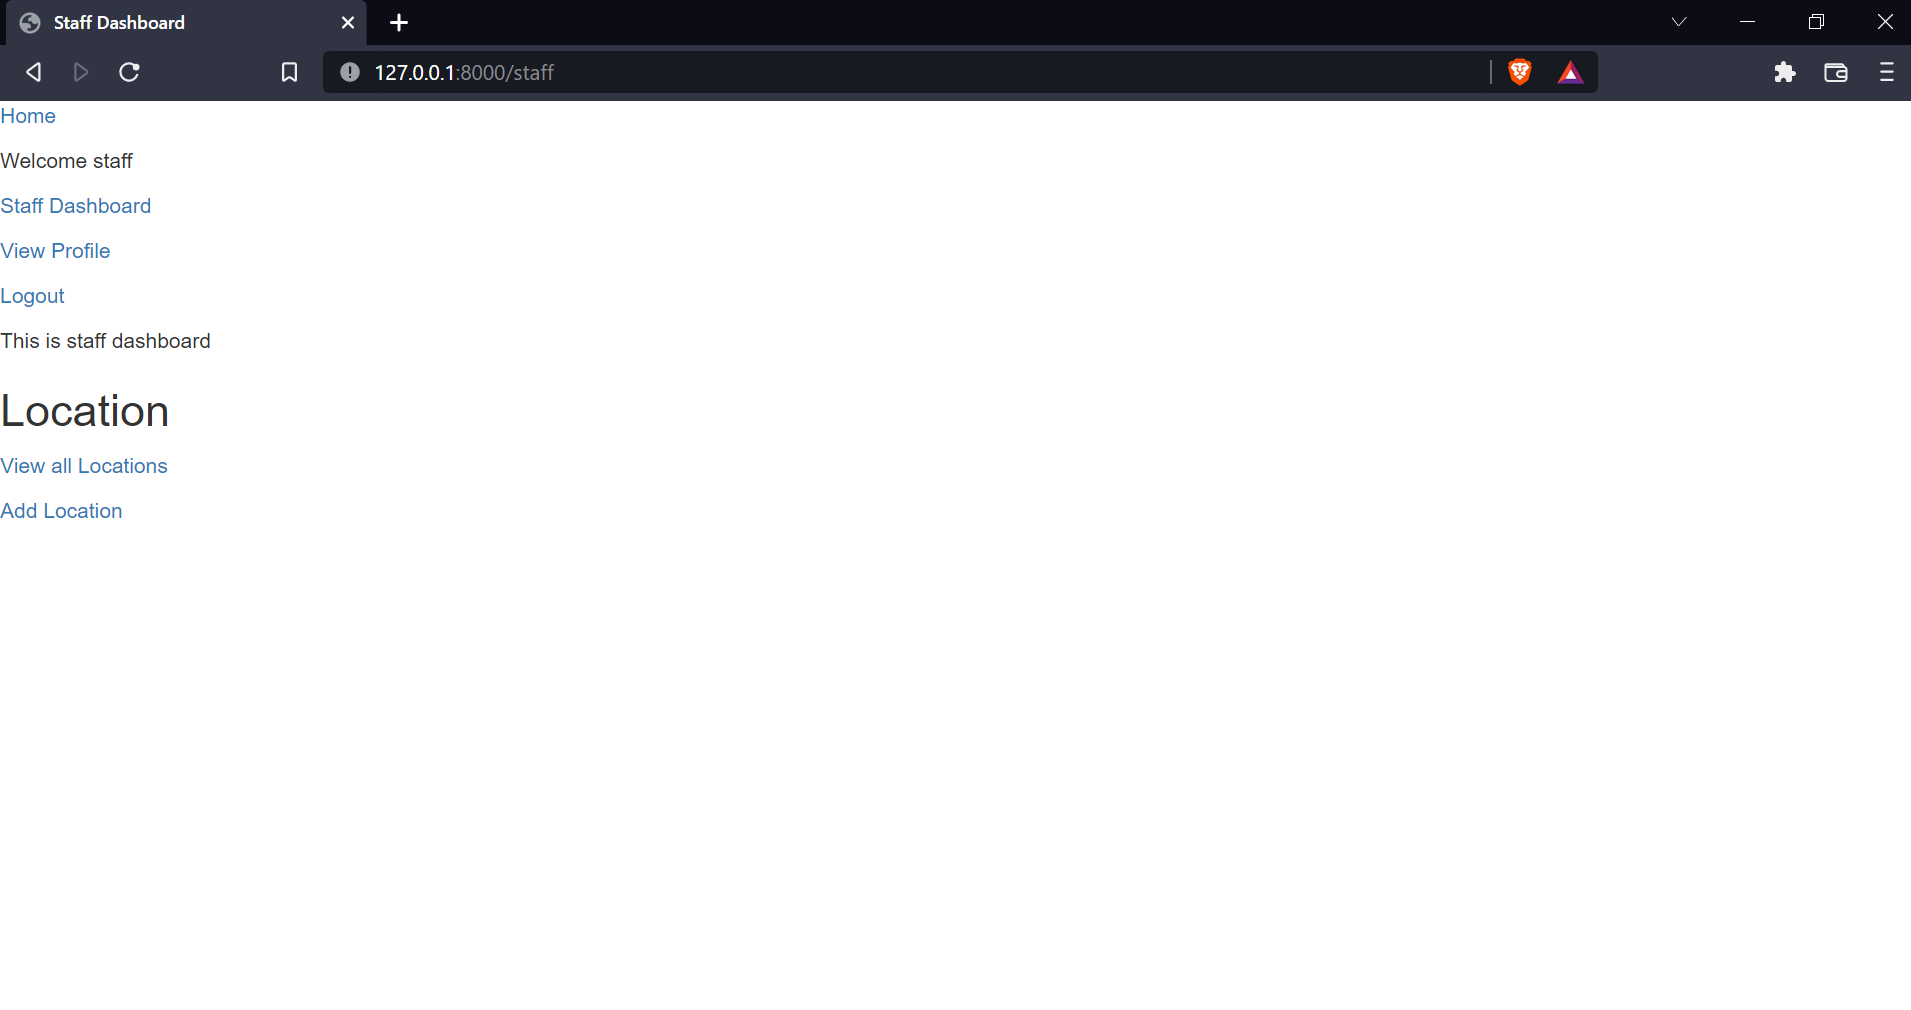 Staff Dashboard
127.0.0.1:8000/staff
Home
Welcome staff
Staff Dashboard
View Profile
Logout
This is staff dashboard
Location
View all Locations
Add Location